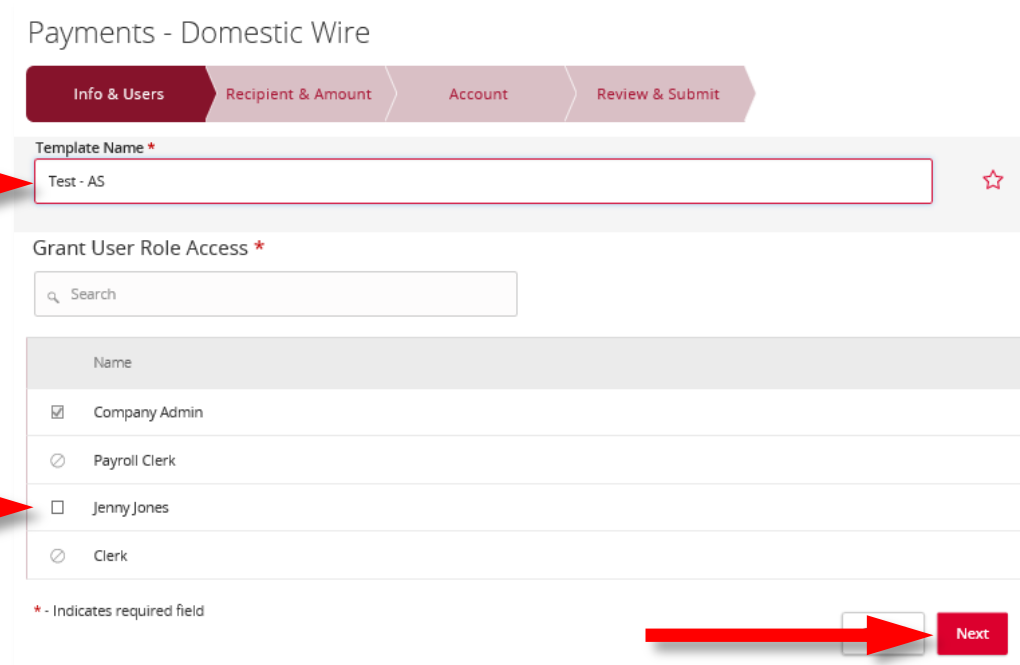 Payments - Domestic Wire
Info & Users Recipient & Amount Account Review & Submit
Template Name *
Test - AS
Grant User Role Access *
Search
Name
Company Admin
Payroll Clerk
Jenny Jones
Clerk
* - Indicates required field
Next